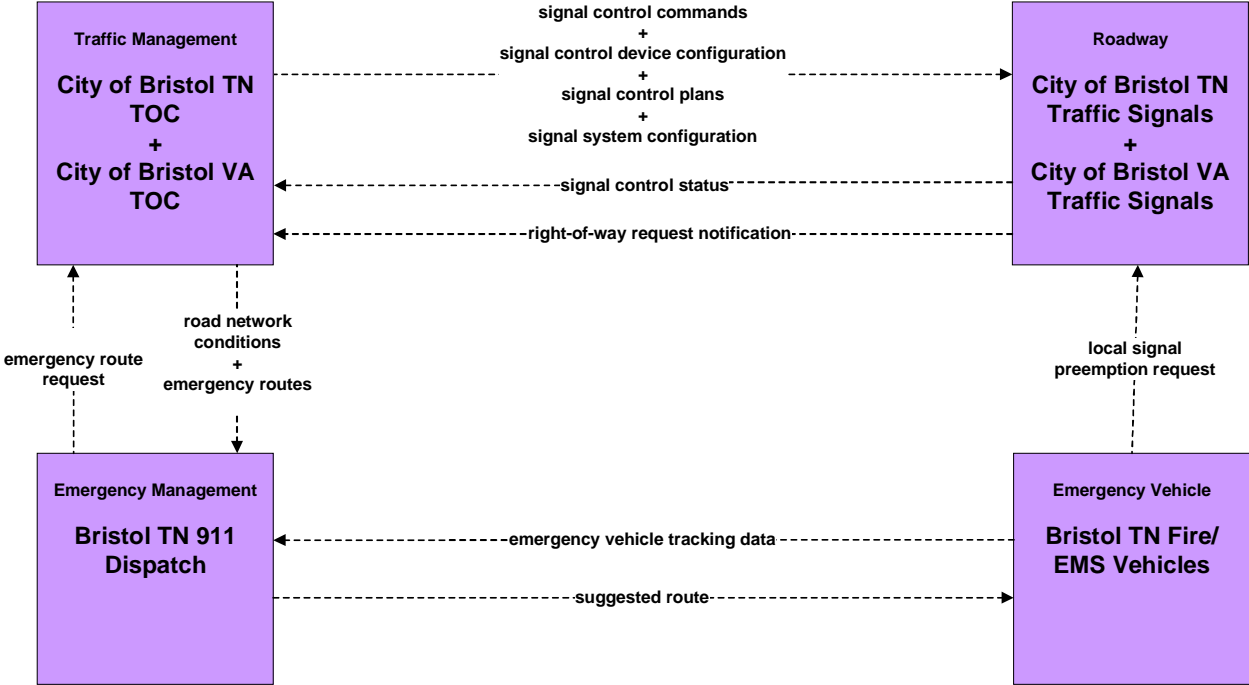 Traffic Management
City of Bristol TN
TOC
+
City of Bristol VA
TOC
signal control commands
+
signal control device configuration
+
signal control plans
+
signal system configuration
signal control status
right-of-way request notification
Roadway
City of Bristol TN
Traffic Signals
+
City of Bristol VA
Traffic Signals
emergency route
request
road network
conditions
+
emergency routes
local signal
preemption request
Emergency Management
Bristol TN 911
Dispatch
emergency vehicle tracking data
suggested route
Emergency Vehicle
Bristol TN Fire/
EMS Vehicles